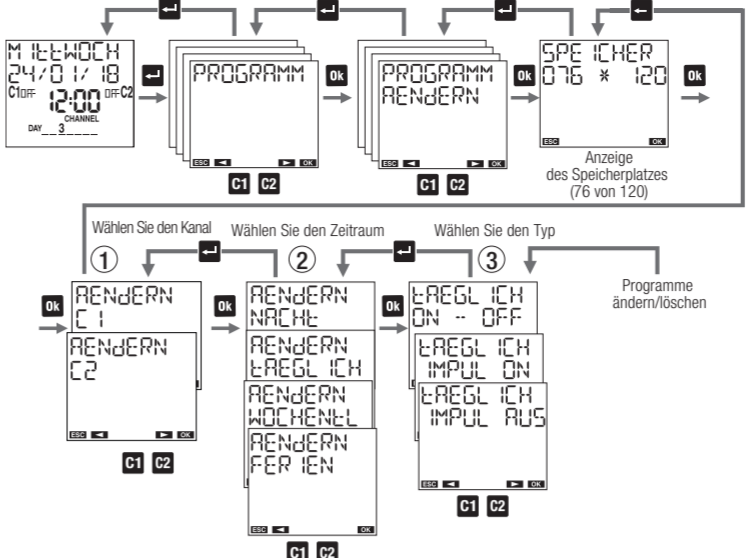 MIttWOCH
24/01/18
C1OFF 12:00 OFFC2
CHANNEL
DAY __3____
PROGRAMM
ESC ◄ ► OK
C1 C2
Ok
PROGRAMM
AENdERN
ESC ◄ ► OK
C1 C2
Ok
SPEICHER
076 * 120
ESC OK
Ok
Anzeige
des Speicherplatzes
(76 von 120)
Wählen Sie den Kanal
1
Ok
AENdERN
C1
AENdERN
C2
ESC ◄ ► OK
C1 C2
Wählen Sie den Zeitraum
2
Ok
AENdERN
NACHt
AENdERN
tAEGLICH
AENdERN
WOCHENtL
AENdERN
FERIEN
ESC ◄ OK
C1 C2
Wählen Sie den Typ
3
Ok
tAEGLICH
ON -- OFF
tAEGLICH
IMPUL ON
tAEGLICH
IMPUL AUS
ESC ◄ ► OK
C1 C2
Programme
ändern/löschen